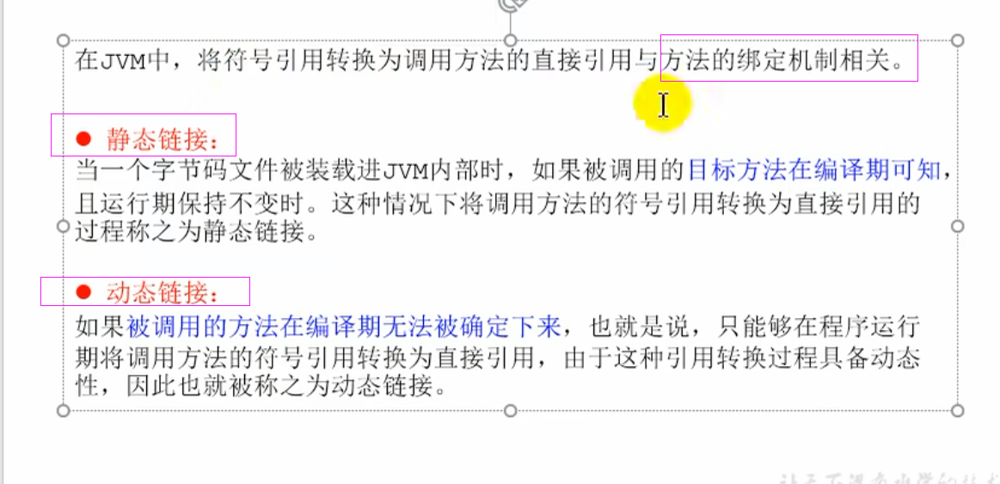 在JVM中，将符号引用转换为调用方法的直接引用与方法的绑定机制相关。
● 静态链接：
当一个字节码文件被装载进JVM内部时，如果被调用的目标方法在编译期可知，
且运行期保持不变时。这种情况下将调用方法的符号引用转换为直接引用的
过程称之为静态链接。
● 动态链接：
如果被调用的方法在编译期无法被确定下来，也就是说，只能够在程序运行
期将调用方法的符号引用转换为直接引用，由于这种引用转换过程具备动态
性，因此也就被称之为动态链接。